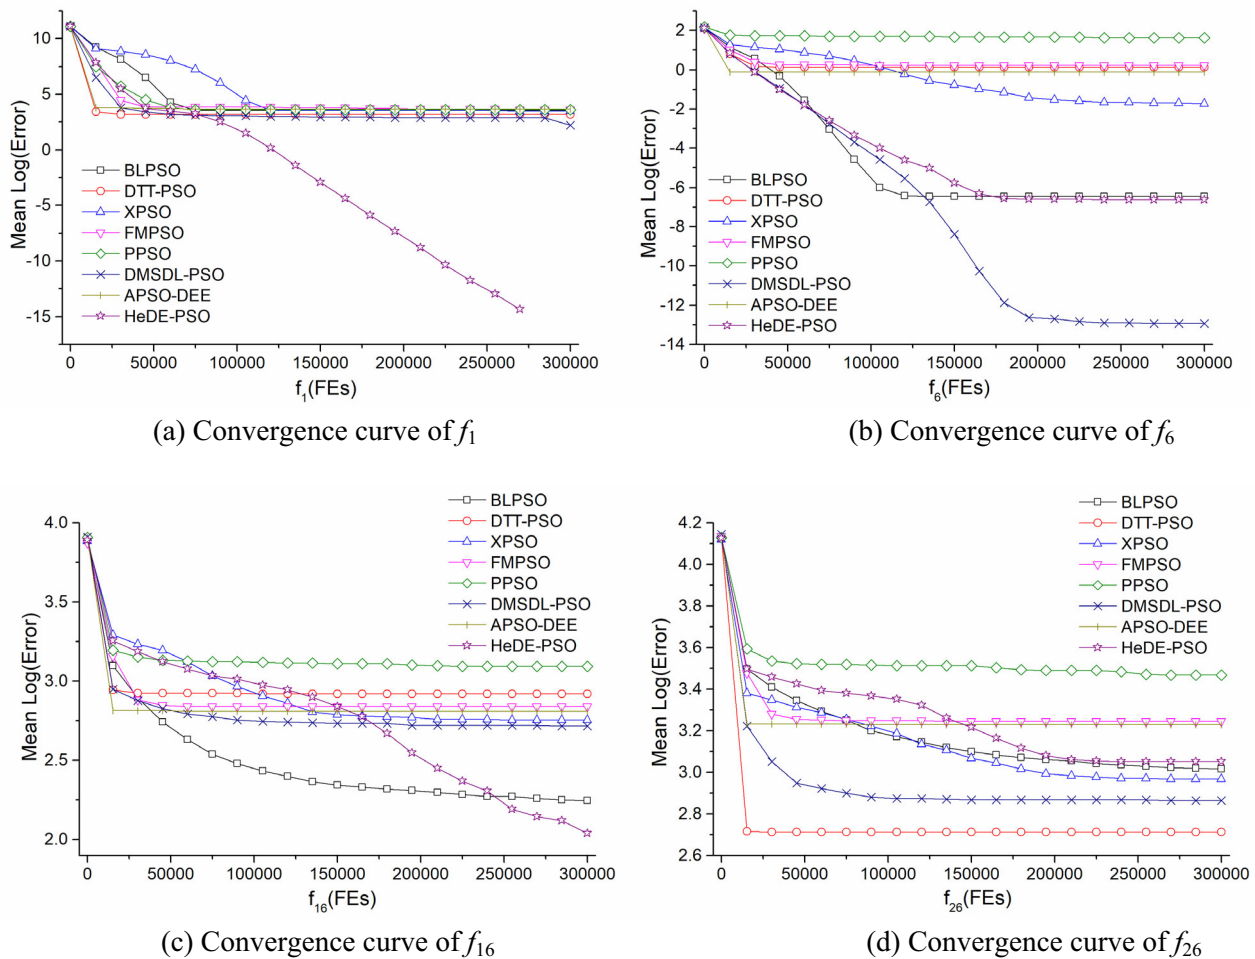 10
5
0
-5
-10
-15
Mean Log(Error)
BLPSO
DTT-PSO
XPSO
FMPSO
PPSO
DMSDL-PSO
APSO-DEE
HeDE-PSO
0 50000 100000 150000 200000 250000 300000
f1(FEs)
(a) Convergence curve of f1
2
0
-2
-4
-6
-8
-10
-12
-14
Mean Log(Error)
BLPSO
DTT-PSO
XPSO
FMPSO
PPSO
DMSDL-PSO
APSO-DEE
HeDE-PSO
0 50000 100000 150000 200000 250000 300000
f6(FEs)
(b) Convergence curve of f6
4.0
3.5
3.0
2.5
2.0
Mean Log(Error)
BLPSO
DTT-PSO
XPSO
FMPSO
PPSO
DMSDL-PSO
APSO-DEE
HeDE-PSO
0 50000 100000 150000 200000 250000 300000
f16(FEs)
(c) Convergence curve of f16
4.2
4.0
3.8
3.6
3.4
3.2
3.0
2.8
2.6
Mean Log(Error)
BLPSO
DTT-PSO
XPSO
FMPSO
PPSO
DMSDL-PSO
APSO-DEE
HeDE-PSO
0 50000 100000 150000 200000 250000 300000
f26(FEs)
(d) Convergence curve of f26